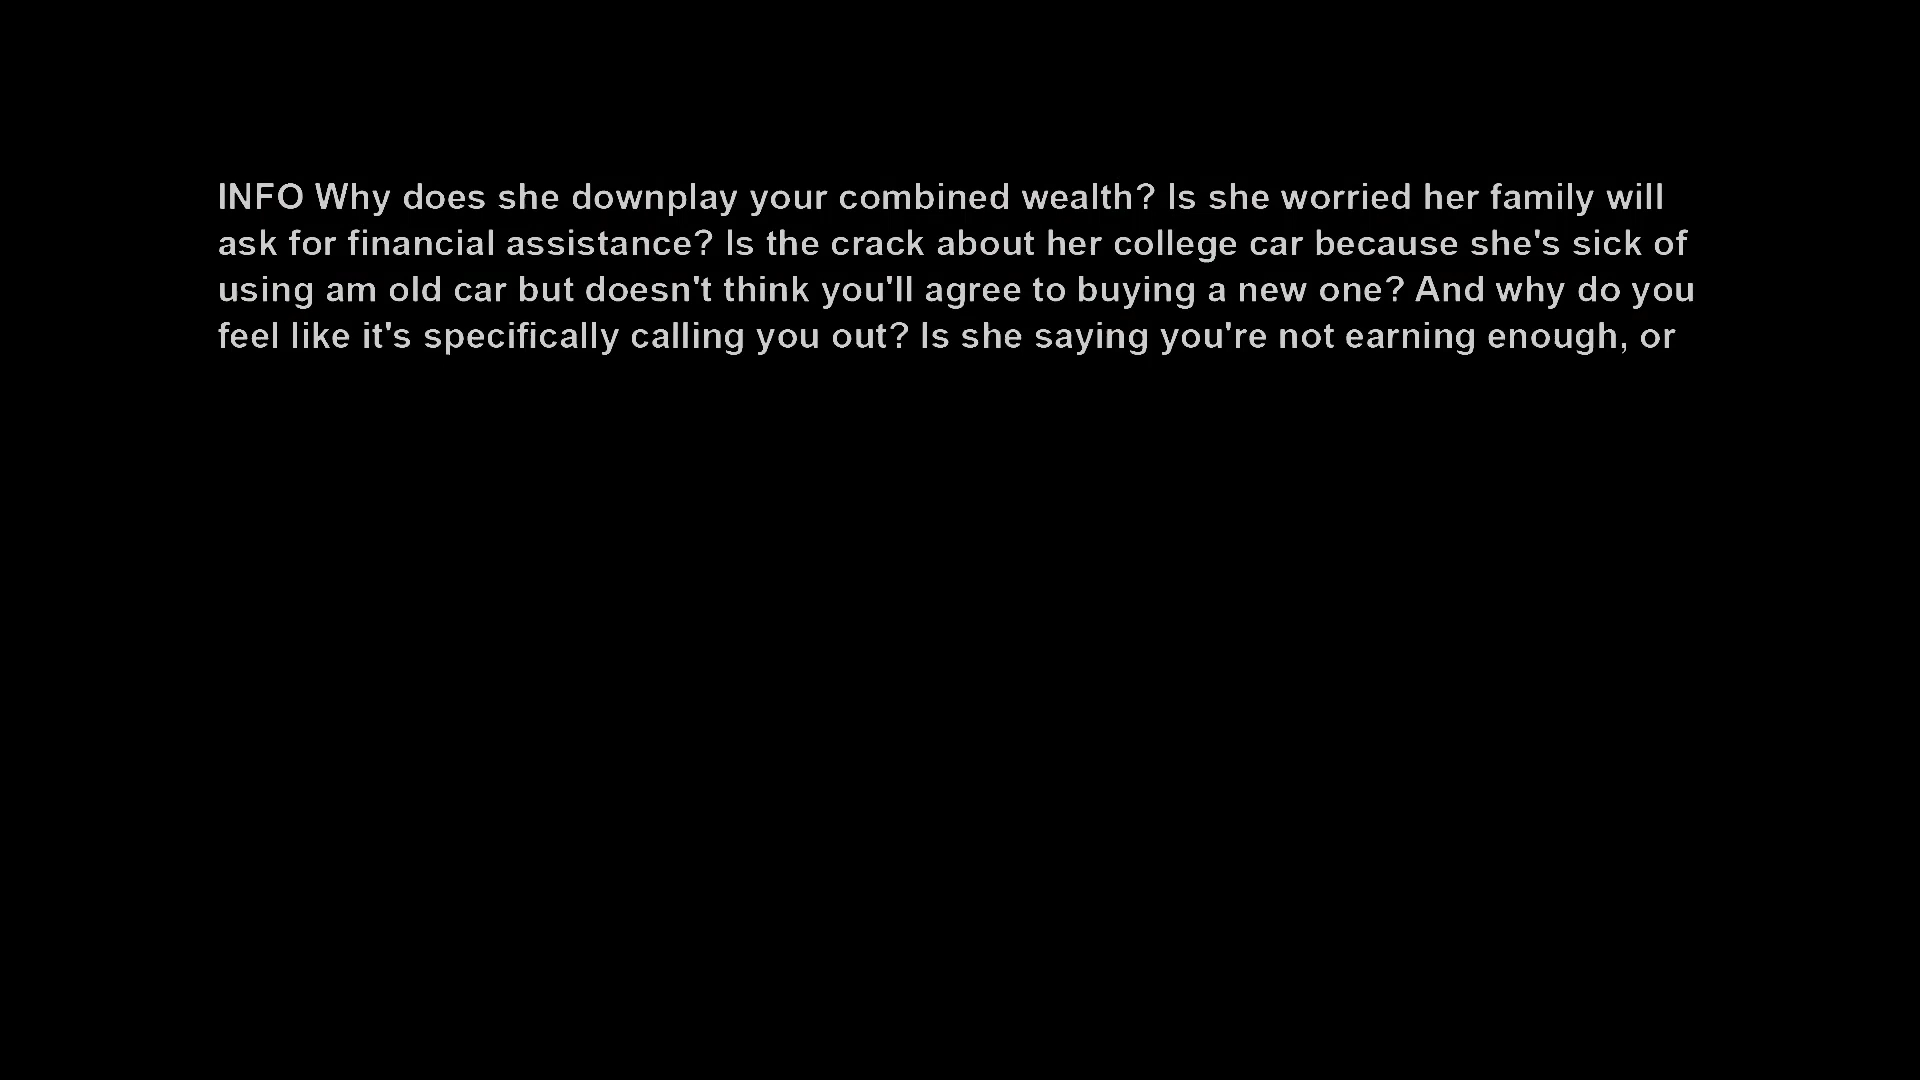 INFO Why does she downplay your combined wealth? Is she worried her family will
ask for financial assistance? Is the crack about her college car because she's sick of
using am old car but doesn't think you'll agree to buying a new one? And why do you
feel like it's specifically calling you out? Is she saying you're not earning enough, or